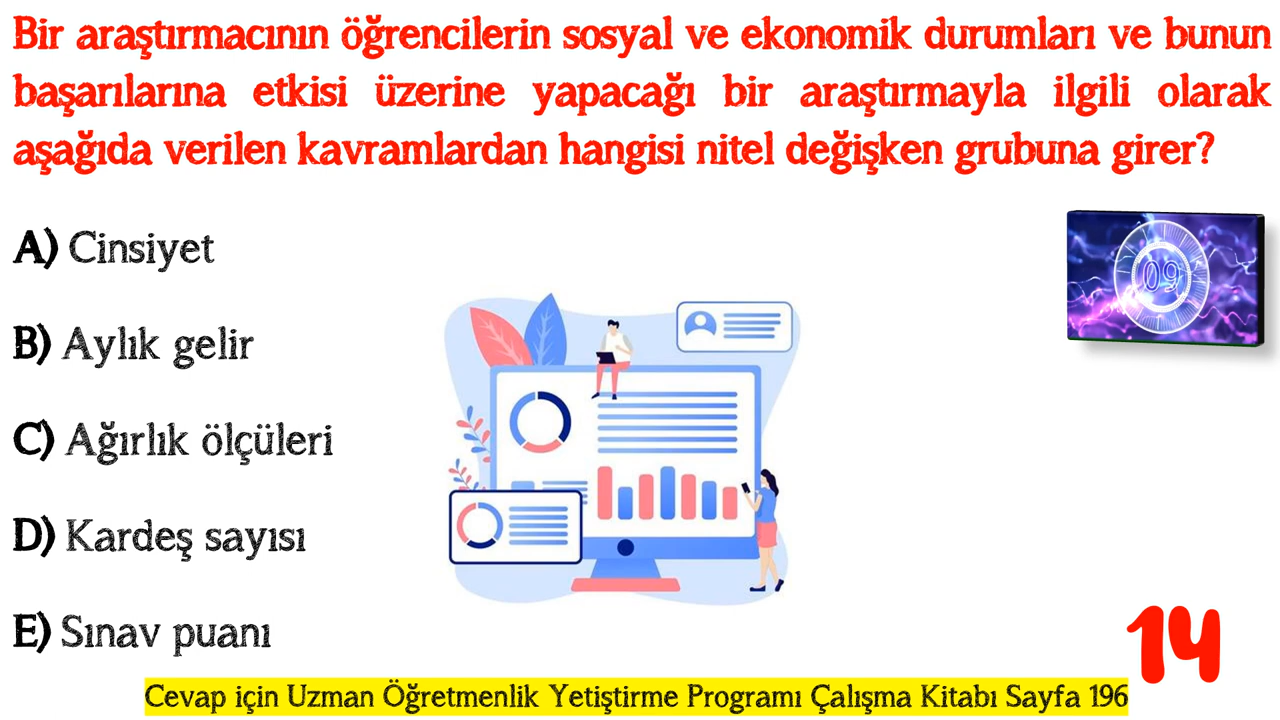 Bir araştırmacının öğrencilerin sosyal ve ekonomik durumları ve bunun
başarılarına etkisi üzerine yapacağı bir araştırmayla ilgili olarak
aşağıda verilen kavramlardan hangisi nitel değişken grubuna girer?
A) Cinsiyet
09
B) Aylık gelir
C) Ağırlık ölçüleri
D) Kardeş sayısı
E) Sınav puanı
14
Cevap için Uzman Öğretmenlik Yetiştirme Programı Çalışma Kitabı Sayfa 196